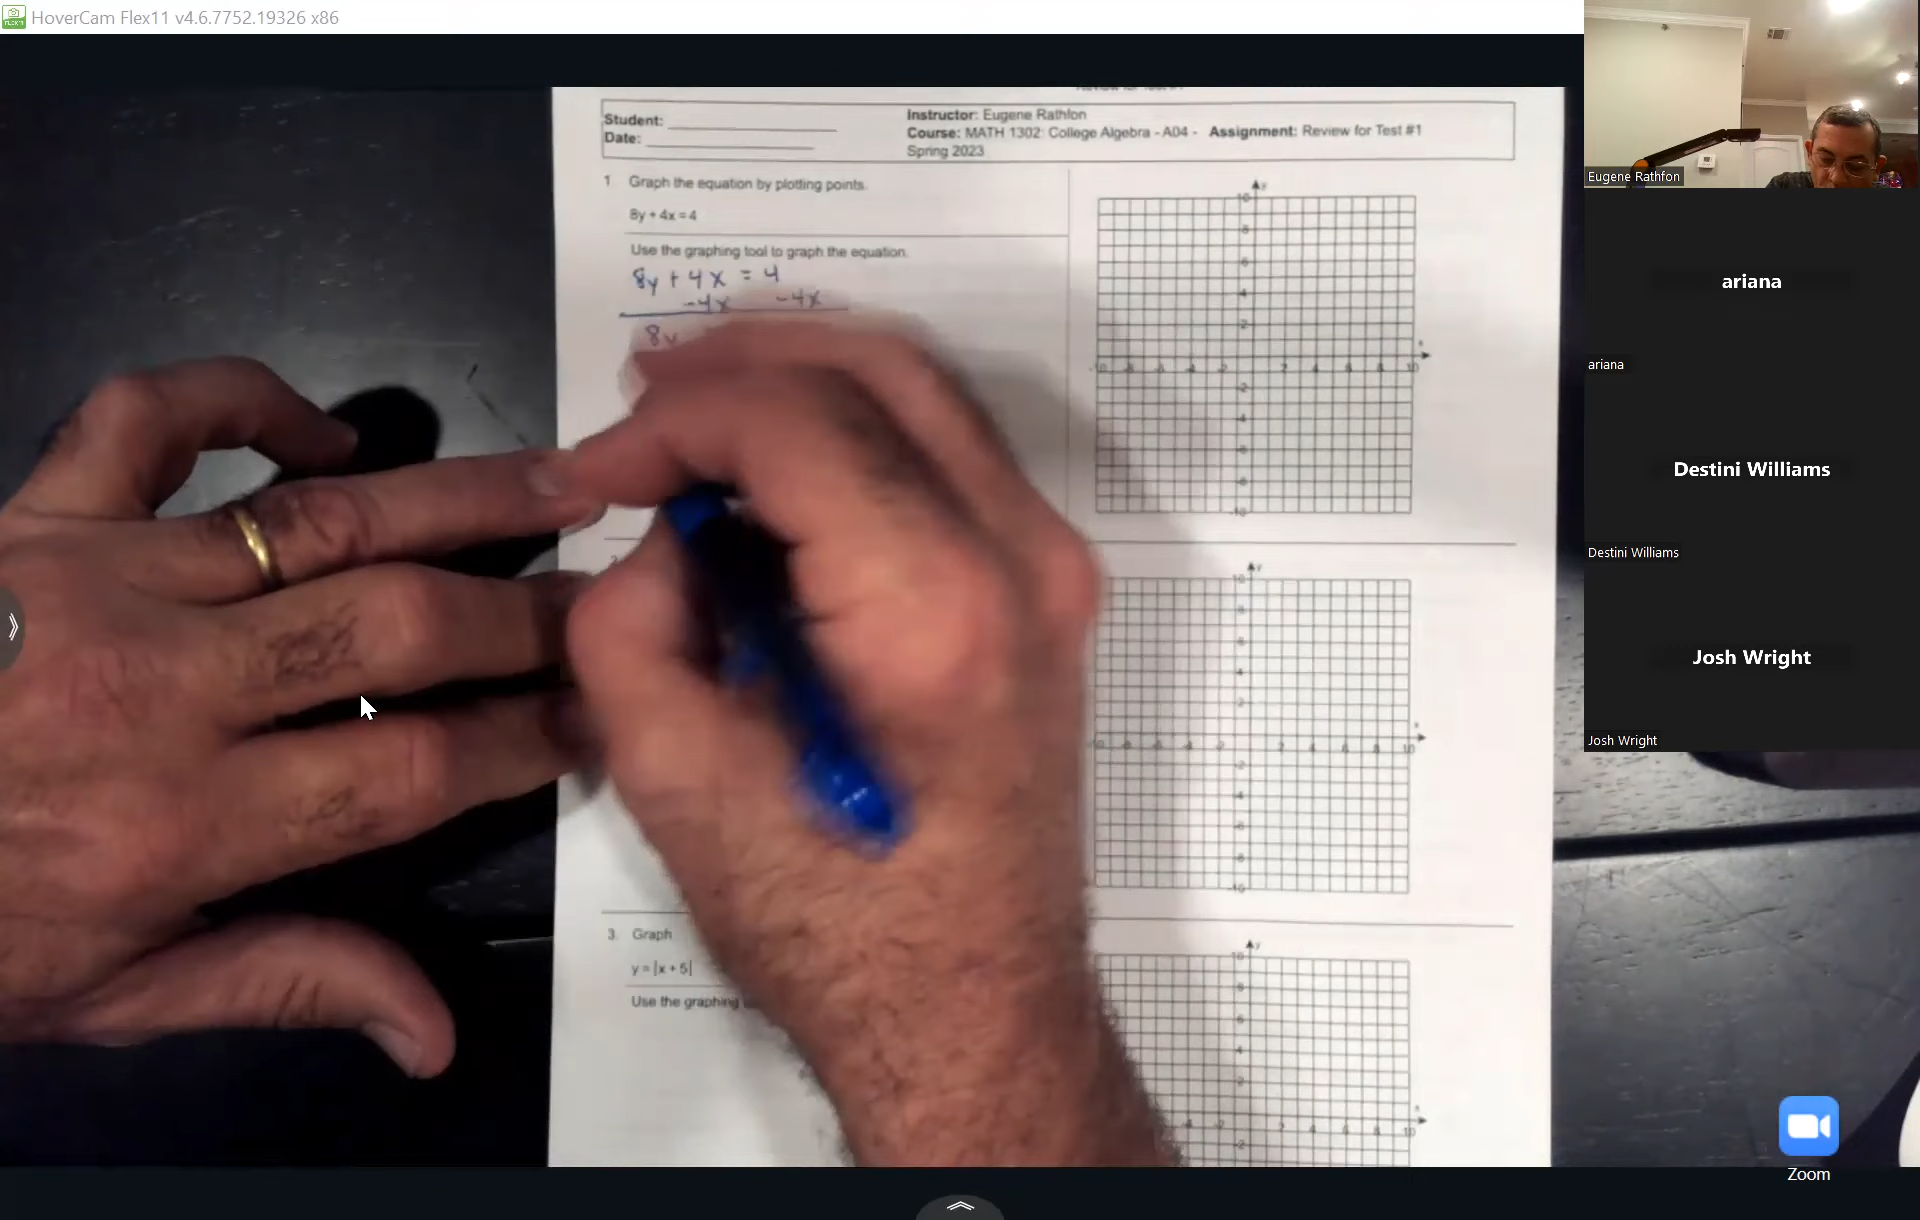 HoverCam Flex11 v4.6.7752.19326 x86
Student:
Instructor: Eugene Rathfon
Date:
Course: MATH 1302: College Algebra - A04 -
Spring 2023
Assignment: Review for Test #1
1. Graph the equation by plotting points.
8y + 4x = 4
Use the graphing tool to graph the equation.
8y + 4x = 4
-4x -4x
8y
3. Graph
y = |x + 5|
Use the graphing
Eugene Rathfon
ariana
ariana
Destini Williams
Destini Williams
Josh Wright
Josh Wright
Zoom